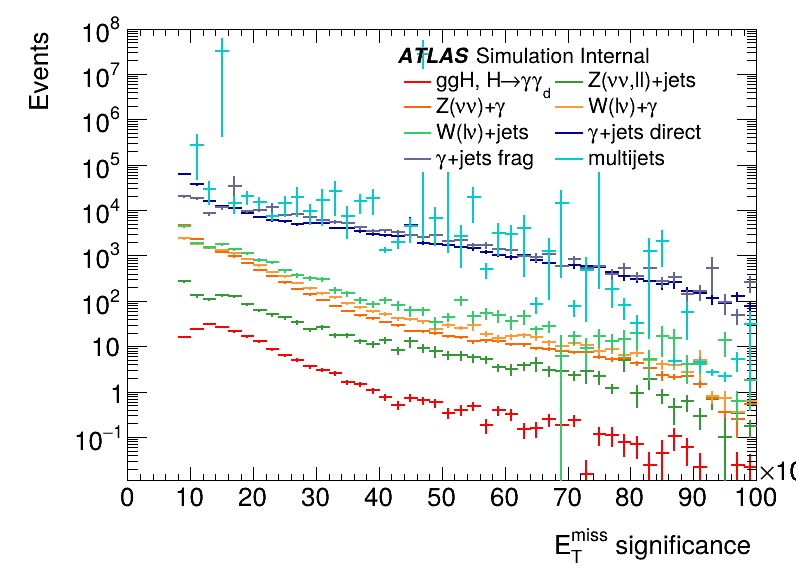 Events
10⁸
10⁷
10⁶
10⁵
10⁴
10³
10²
10
1
10⁻¹
ATLAS Simulation Internal
ggH, H→γγ_d
Z(νν,ll)+jets
Z(νν)+γ
W(lν)+γ
W(lν)+jets
γ+jets direct
γ+jets frag
multijets
0 10 20 30 40 50 60 70 80 90 100
×10
E_T^miss significance